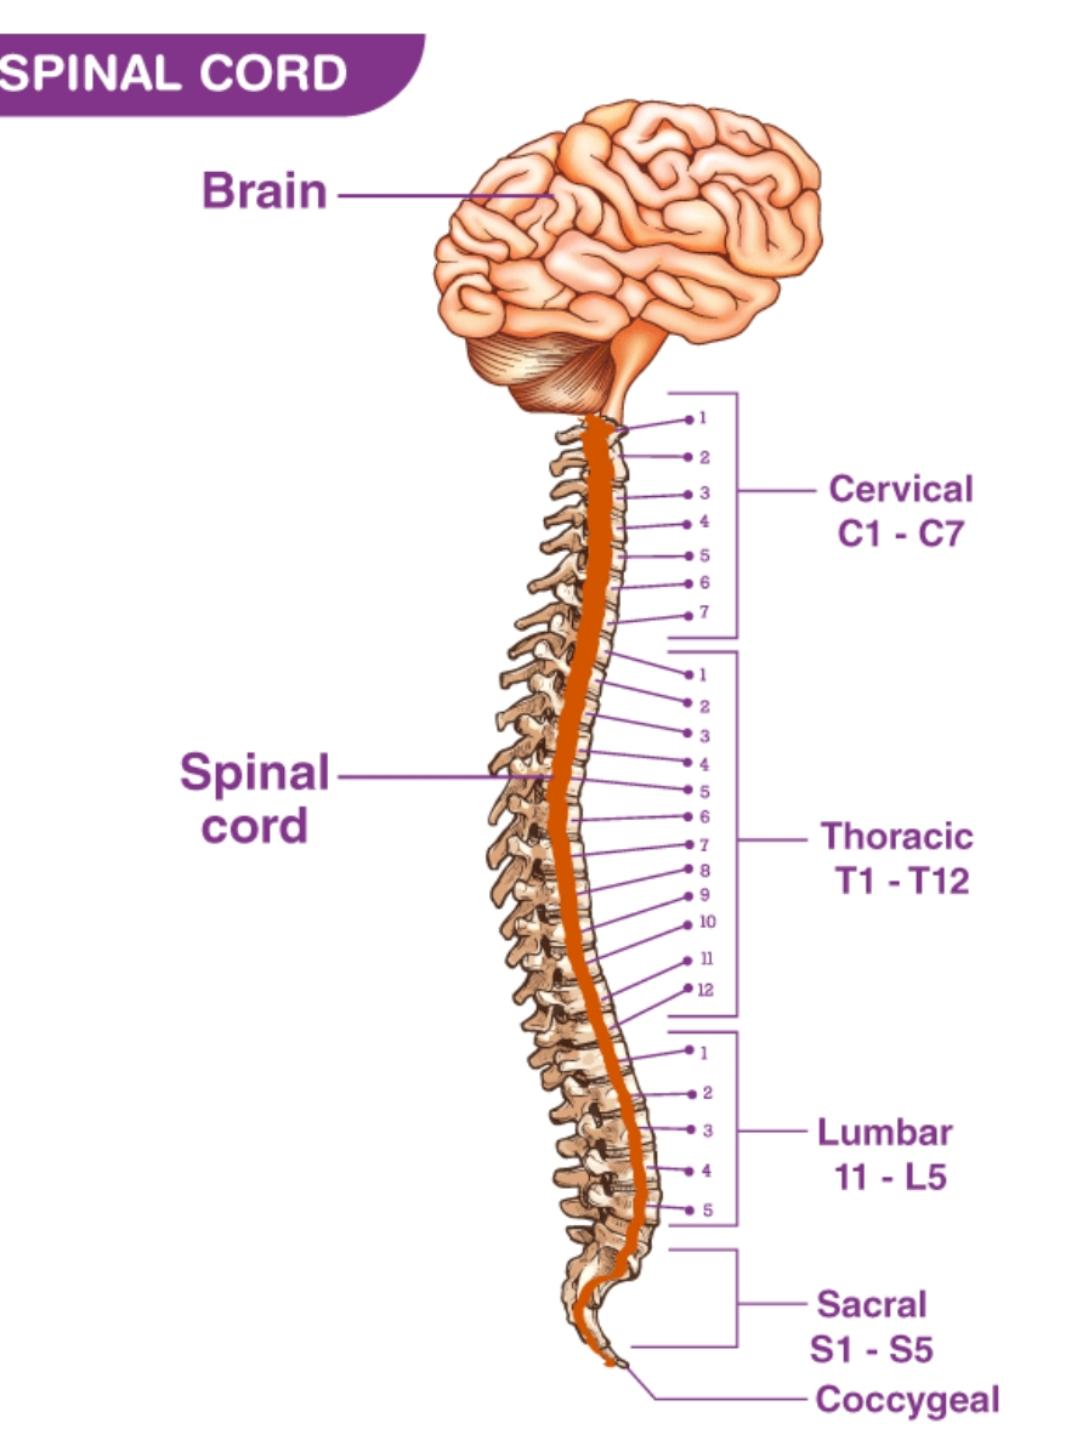 SPINAL CORD
Brain
1
2
3
4
5
6
7
Cervical
C1 - C7
1
2
3
4
5
6
7
8
9
10
11
12
Spinal
cord
Thoracic
T1 - T12
1
2
3
4
5
Lumbar
11 - L5
Sacral
S1 - S5
Coccygeal